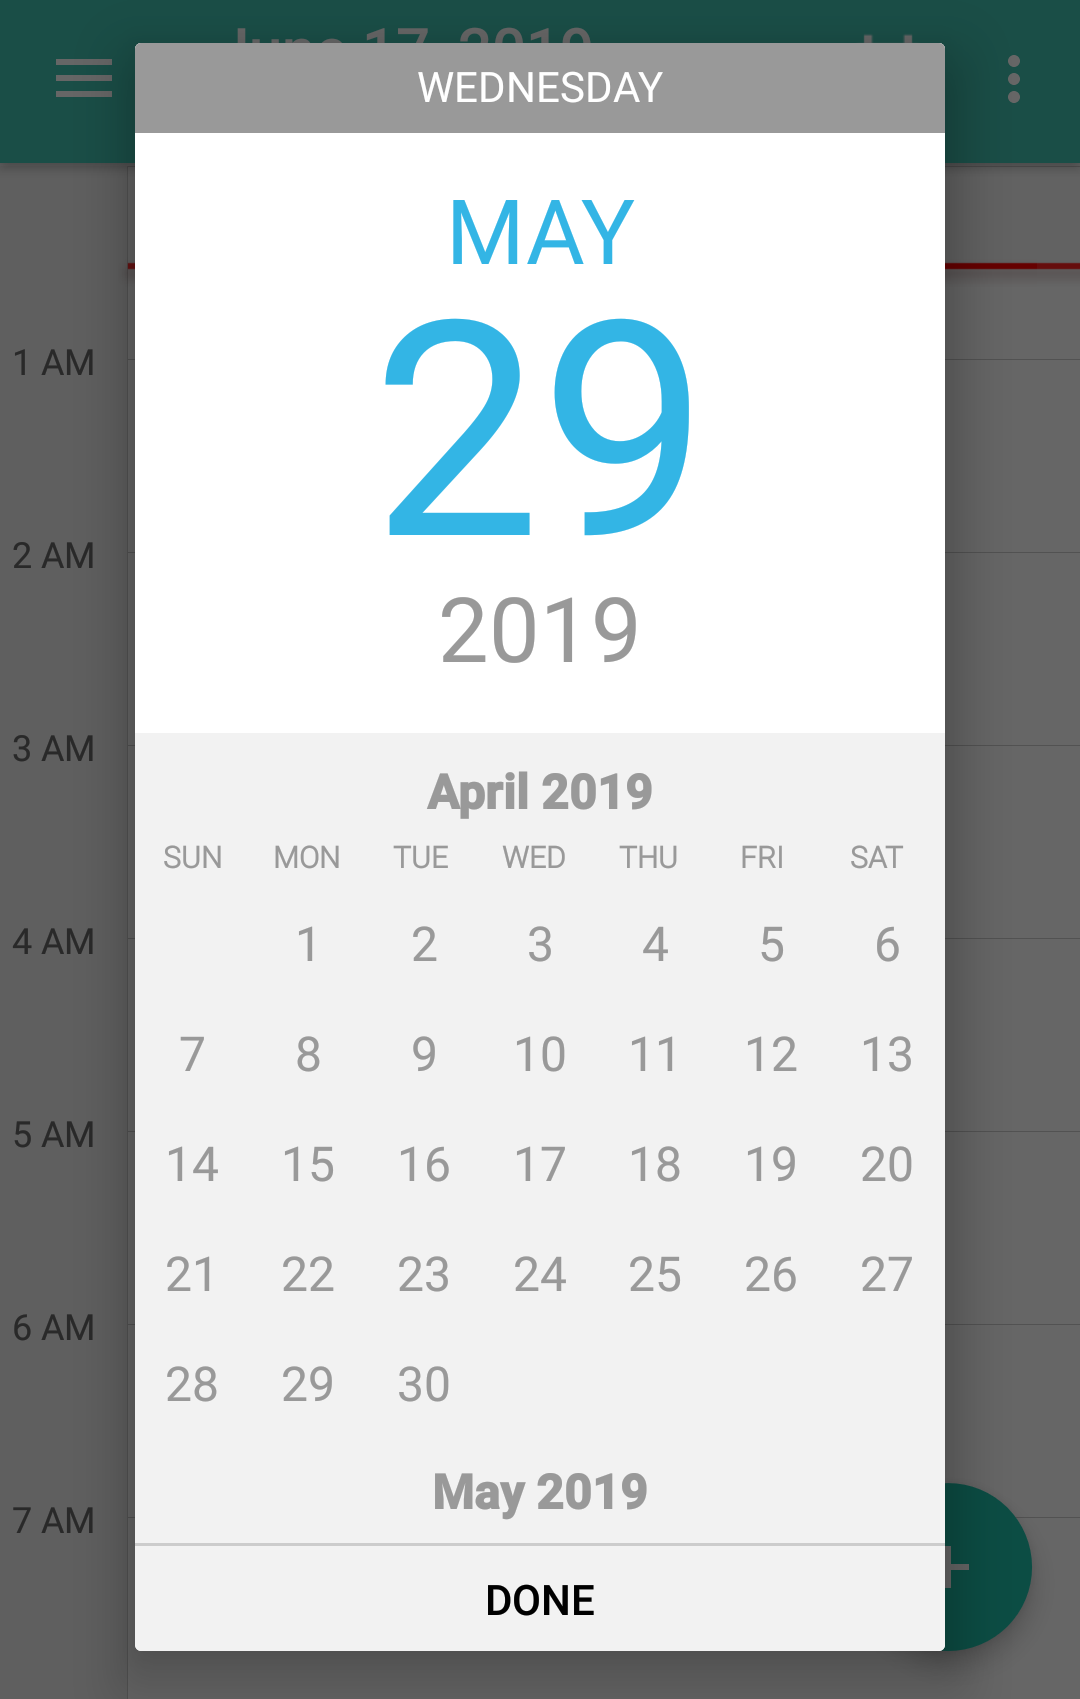 June 17, 2019
WEDNESDAY
MAY
29
2019
April 2019
SUN MON TUE WED THU FRI SAT
1 2 3 4 5 6
7 8 9 10 11 12 13
14 15 16 17 18 19 20
21 22 23 24 25 26 27
28 29 30
May 2019
DONE
1 AM
2 AM
3 AM
4 AM
5 AM
6 AM
7 AM